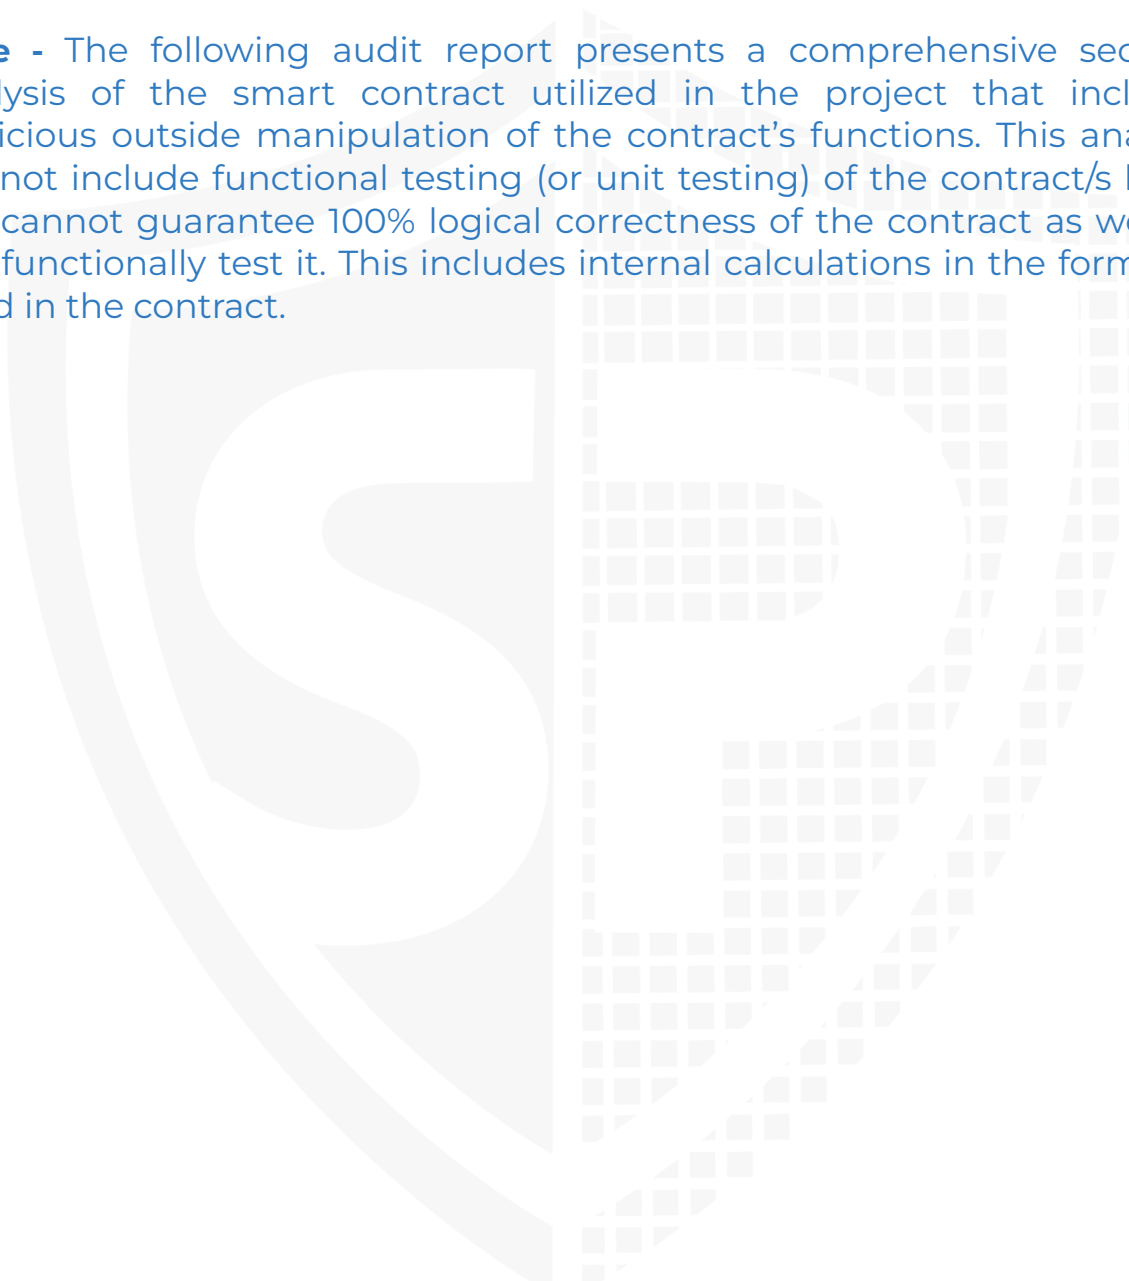 e - The following audit report presents a comprehensive sec
lysis of the smart contract utilized in the project that incl
icious outside manipulation of the contract's functions. This ana
not include functional testing (or unit testing) of the contract/s l
cannot guarantee 100% logical correctness of the contract as we
functionally test it. This includes internal calculations in the form
d in the contract.
SP